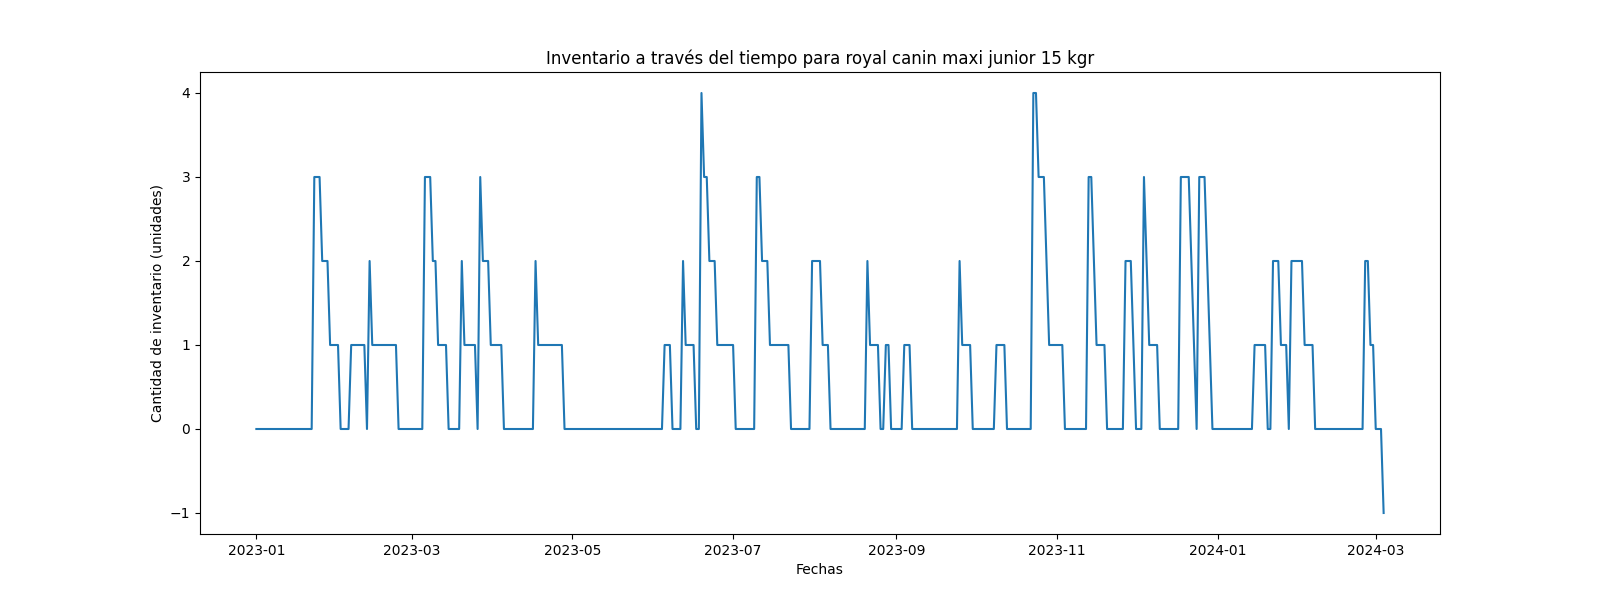 Inventario a través del tiempo para royal canin maxi junior 15 kgr
Cantidad de inventario (unidades)
4
3
2
1
0
−1
2023-01 2023-03 2023-05 2023-07 2023-09 2023-11 2024-01 2024-03
Fechas